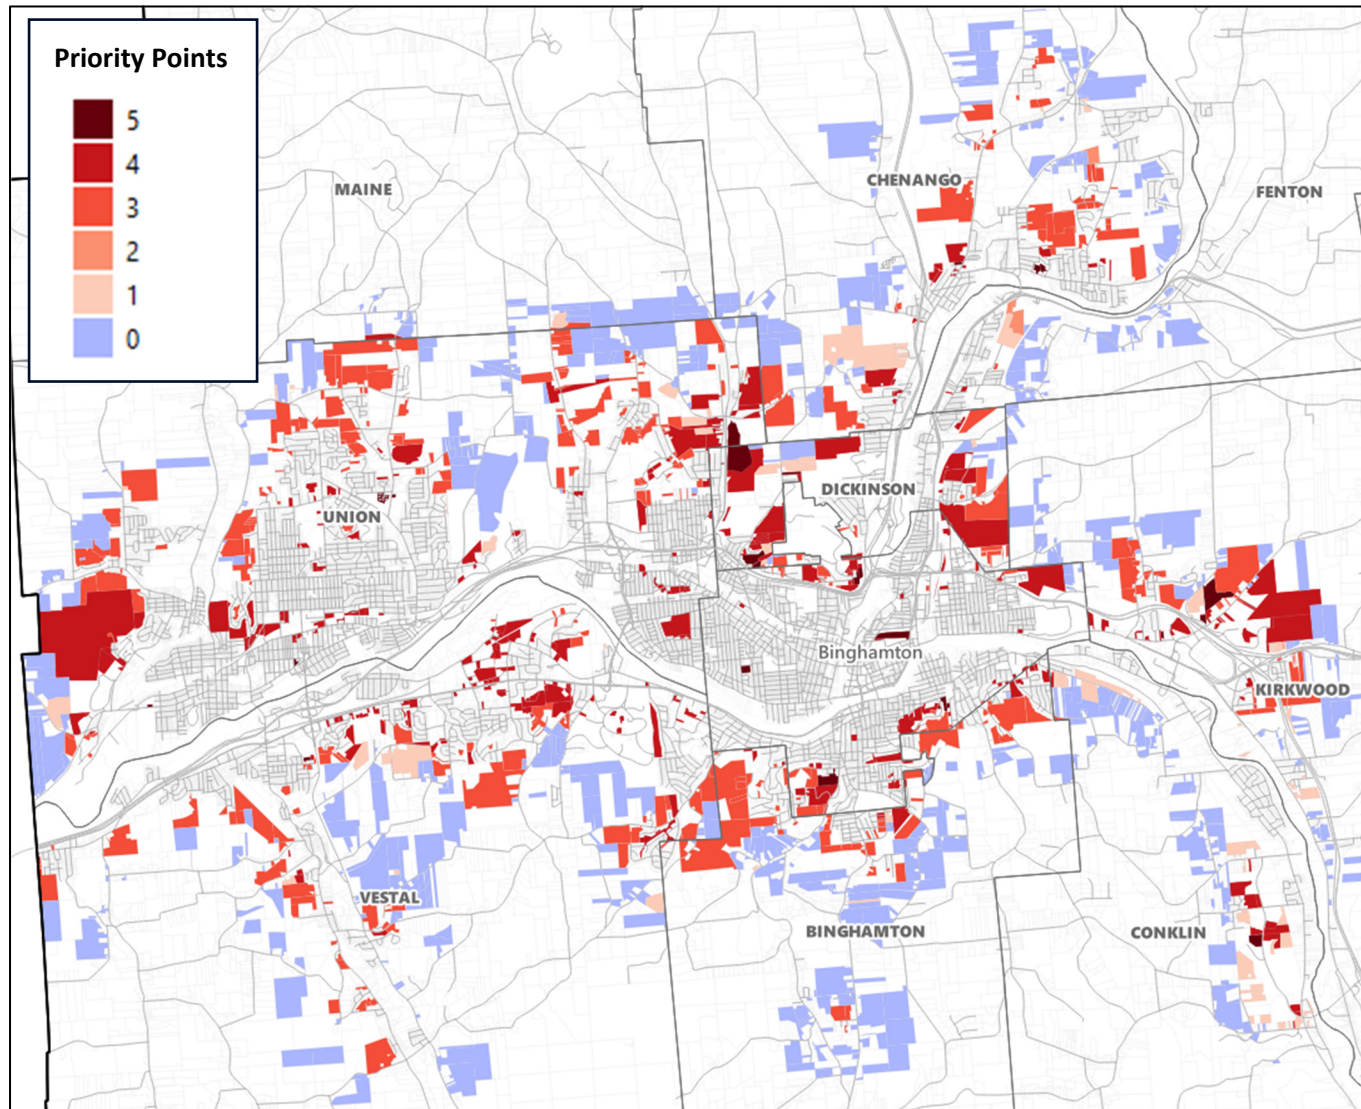 Priority Points
5
4
3
2
1
0
MAINE
CHENANGO
FENTON
DICKINSON
UNION
Binghamton
KIRKWOOD
VESTAL
BINGHAMTON
CONKLIN